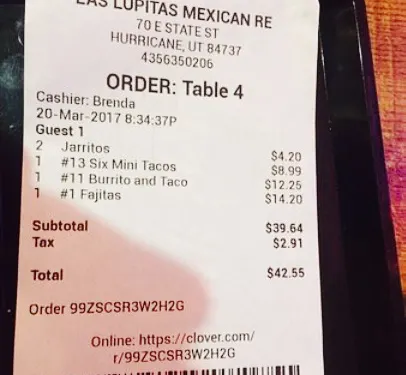 LAS LUPITAS MEXICAN RE
70 E STATE ST
HURRICANE, UT 84737
4356350206
ORDER: Table 4
Cashier: Brenda
20-Mar-2017 8:34:37P
Guest 1
2 Jarritos $4.20
1 #13 Six Mini Tacos $8.99
1 #11 Burrito and Taco $12.25
1 #1 Fajitas $14.20
Subtotal $39.64
Tax $2.91
Total $42.55
Order 99ZSCSR3W2H2G
Online: https://clover.com/
r/99ZSCSR3W2H2G